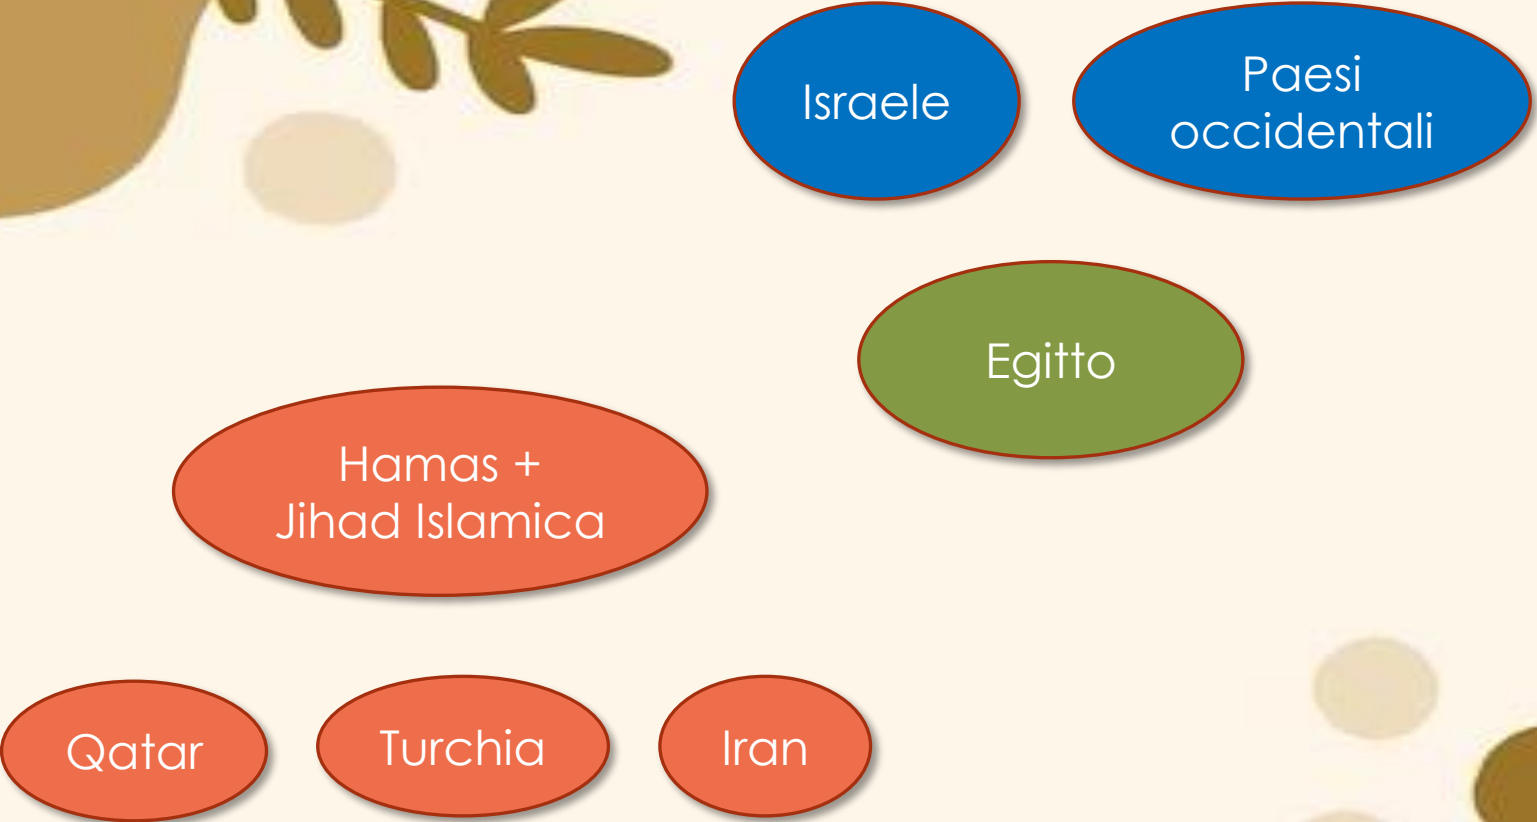 Israele
Paesi
occidentali
Egitto
Hamas +
Jihad Islamica
Qatar
Turchia
Iran